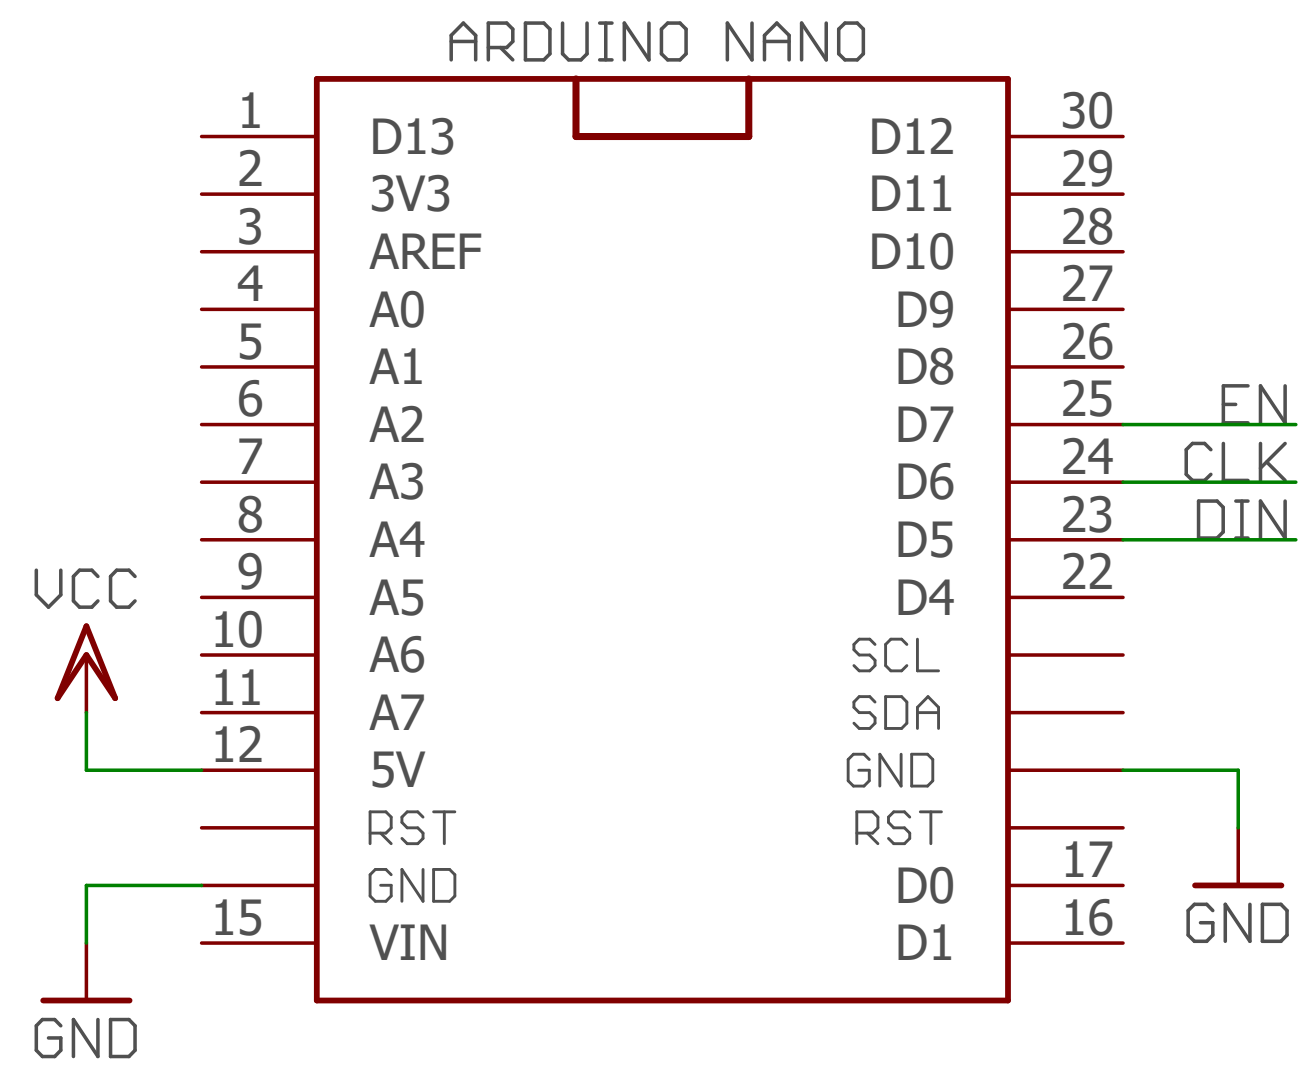 ARDUINO NANO
1 D13 D12 30
2 3V3 D11 29
3 AREF D10 28
4 A0 D9 27
5 A1 D8 26
6 A2 D7 25 EN
7 A3 D6 24 CLK
8 A4 D5 23 DIN
9 A5 D4 22
VCC
10 A6 SCL
11 A7 SDA
12 5V GND
RST RST
GND D0 17
15 VIN D1 16
GND
GND